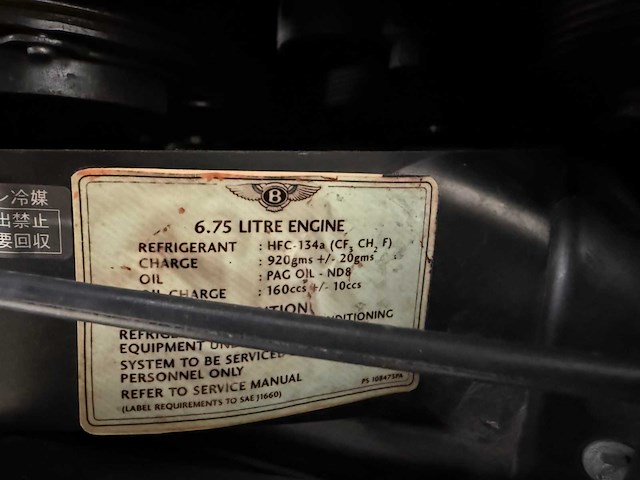 ン冷媒
出禁止
要回収
B
6.75 LITRE ENGINE
REFRIGERANT : HFC-134a (CF3 CH2 F)
CHARGE : 920gms +/- 20gms
OIL : PAG OIL - ND8
CHARGE : 160ccs +/- 10ccs
EQUIPMENT
SYSTEM TO BE SERVICED
PERSONNEL ONLY
REFER TO SERVICE MANUAL
(LABEL REQUIREMENTS TO SAE J1660)